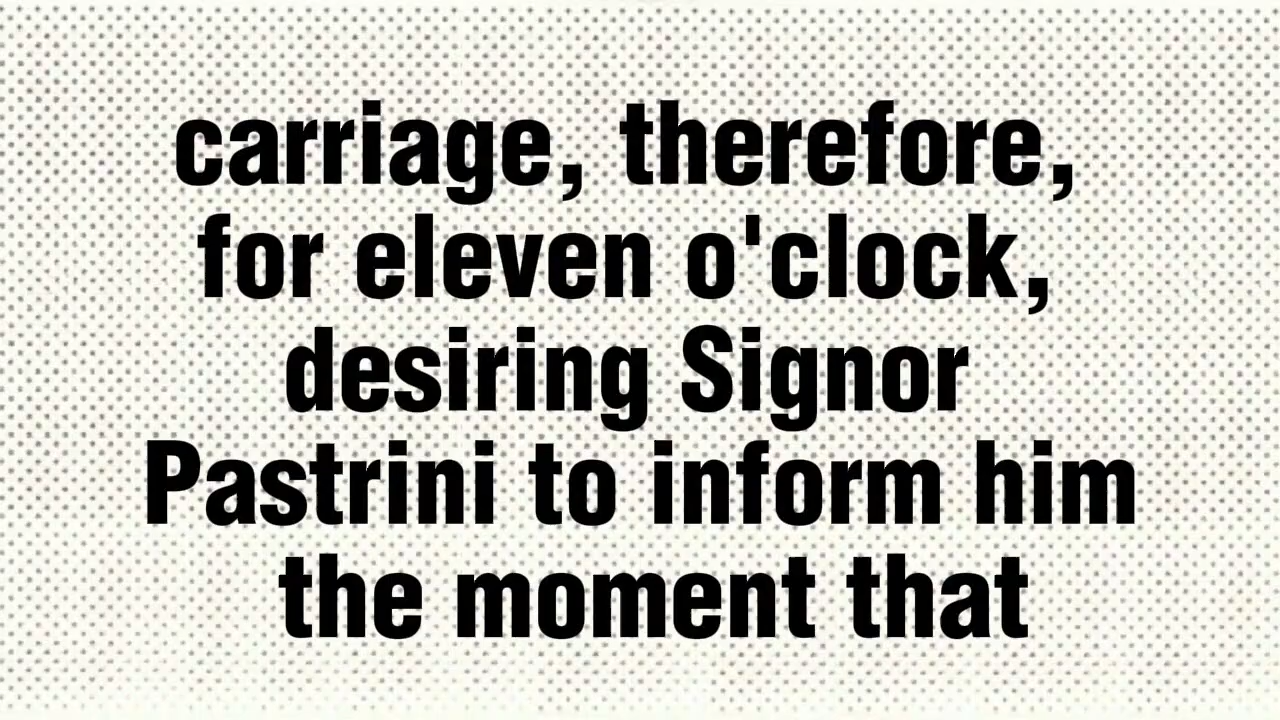 carriage, therefore,
for eleven o'clock,
desiring Signor
Pastrini to inform him
the moment that